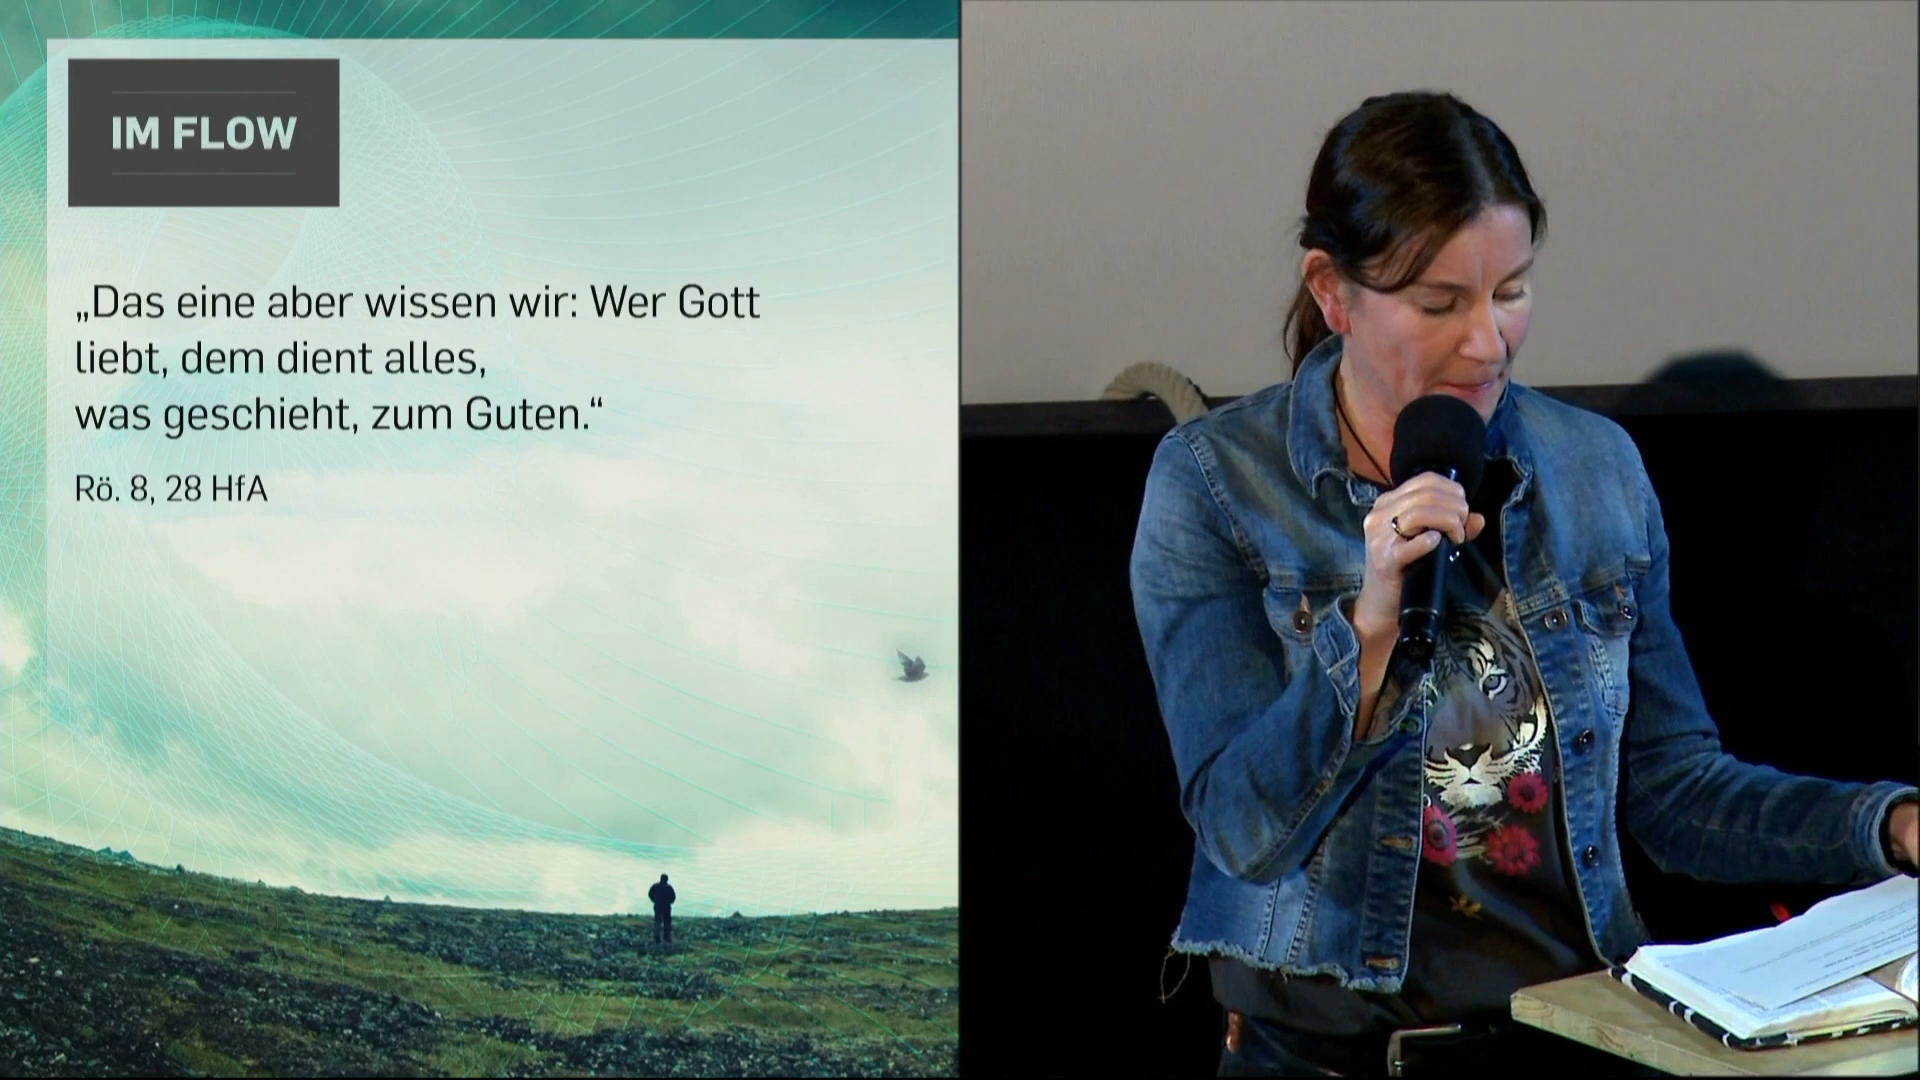 IM FLOW
„Das eine aber wissen wir: Wer Gott
liebt, dem dient alles,
was geschieht, zum Guten.“
Rö. 8, 28 HfA